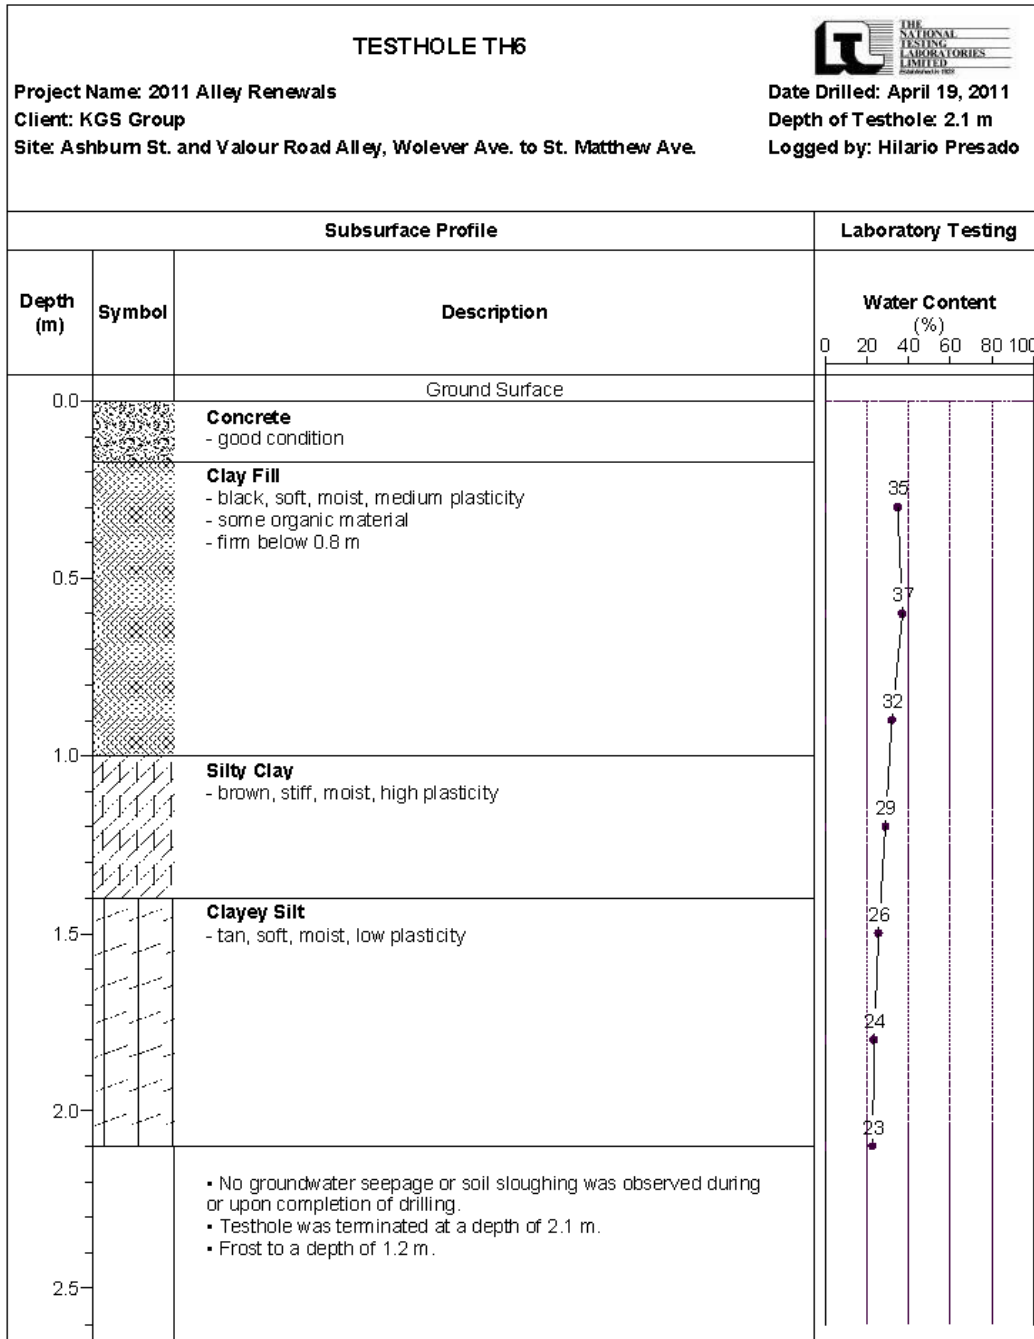 TESTHOLE TH6
THE
NATIONAL
TESTING
LABORATORIES
LIMITED
Established in 1923
Project Name: 2011 Alley Renewals
Date Drilled: April 19, 2011
Client: KGS Group
Depth of Testhole: 2.1 m
Site: Ashburn St. and Valour Road Alley, Wolever Ave. to St. Matthew Ave.
Logged by: Hilario Presado
Subsurface Profile
Laboratory Testing
Depth
(m)
Symbol
Description
Water Content
(%)
0 20 40 60 80 100
Ground Surface
0.0
Concrete
- good condition
Clay Fill
- black, soft, moist, medium plasticity
- some organic material
- firm below 0.8 m
35
0.5
37
32
1.0
Silty Clay
- brown, stiff, moist, high plasticity
29
Clayey Silt
- tan, soft, moist, low plasticity
26
1.5
24
2.0
23
▪ No groundwater seepage or soil sloughing was observed during
or upon completion of drilling.
▪ Testhole was terminated at a depth of 2.1 m.
▪ Frost to a depth of 1.2 m.
2.5